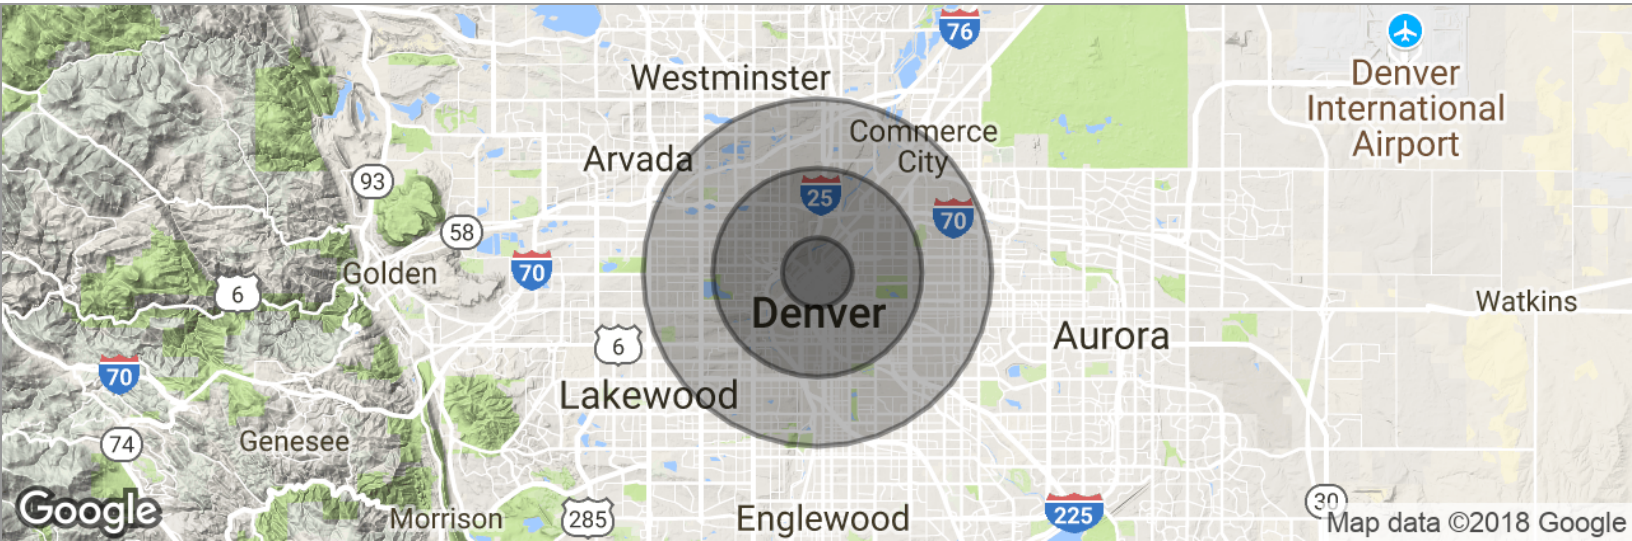 76
Westminster
Denver
International
Airport
Commerce
City
Arvada
93
25
70
58
Golden
70
6
Watkins
Denver
Aurora
6
70
Lakewood
74
Genesee
Google
Morrison
285
Englewood
225
30
Map data ©2018 Google